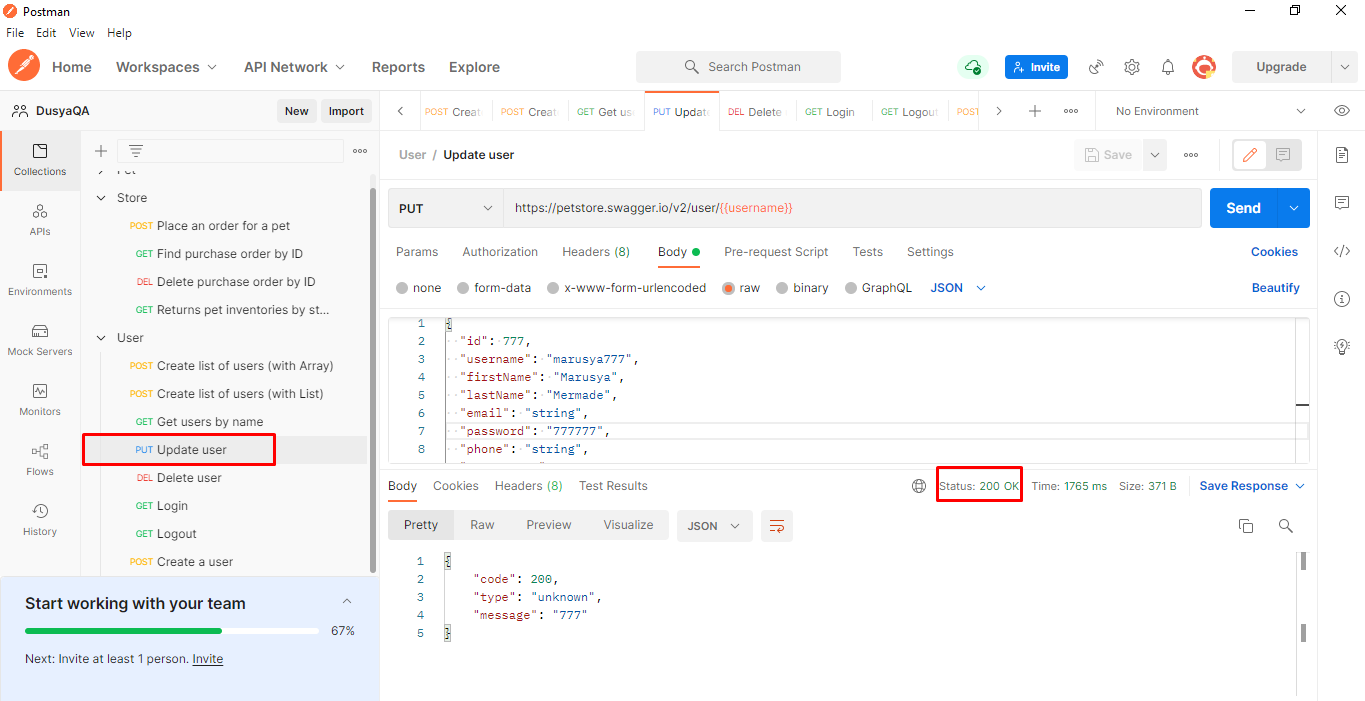 Postman
File Edit View Help
Home Workspaces API Network Reports Explore Search Postman Invite Upgrade
DusyaQA New Import
POST Creat POST Creat GET Get us PUT Updat DEL Delete GET Login GET Logout POST No Environment
User / Update user Save
Collections
APIs
Environments
Mock Servers
Monitors
Flows
History
Store
POST Place an order for a pet
GET Find purchase order by ID
DEL Delete purchase order by ID
GET Returns pet inventories by st...
User
POST Create list of users (with Array)
POST Create list of users (with List)
GET Get users by name
PUT Update user
DEL Delete user
GET Login
GET Logout
POST Create a user
Start working with your team
67%
Next: Invite at least 1 person. Invite
PUT https://petstore.swagger.io/v2/user/{{username}} Send
Params Authorization Headers (8) Body Pre-request Script Tests Settings Cookies
none form-data x-www-form-urlencoded raw binary GraphQL JSON Beautify
1 {
2 "id": 777,
3 "username": "marusya777",
4 "firstName": "Marusya",
5 "lastName": "Mermade",
6 "email": "string",
7 "password": "777777",
8 "phone": "string",
Body Cookies Headers (8) Test Results Status: 200 OK Time: 1765 ms Size: 371 B Save Response
Pretty Raw Preview Visualize JSON
1 {
2 "code": 200,
3 "type": "unknown",
4 "message": "777"
5 }